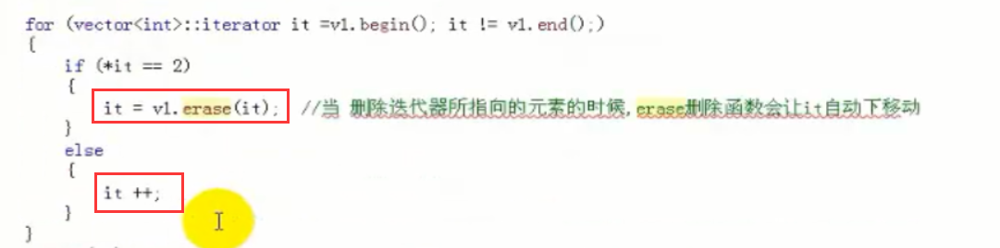 for (vector<int>::iterator it =v1.begin(); it != v1.end();)
{
if (*it == 2)
{
it = v1.erase(it); //当 删除迭代器所指向的元素的时候,erase删除函数会让it自动下移动
}
else
{
it ++;
}
}